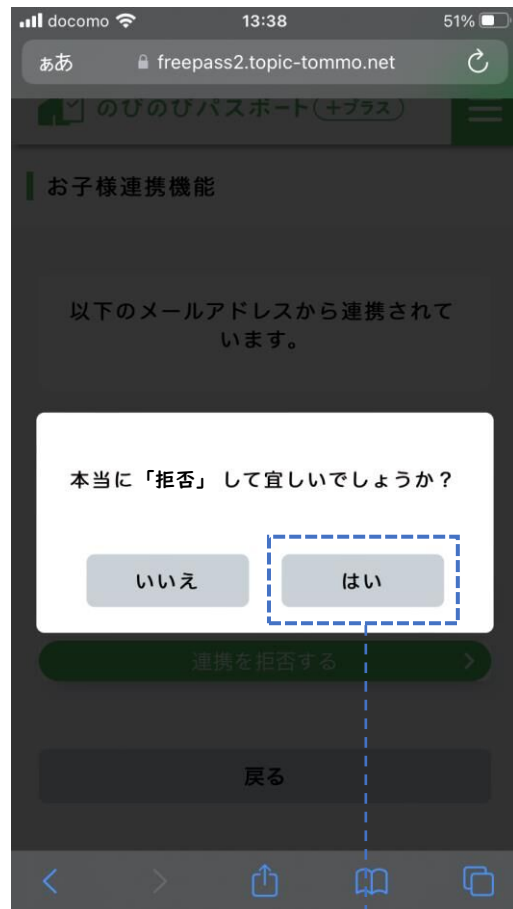 docomo 13:38 51%
ぁあ freepass2.topic-tommo.net
のびのびパスポート(+プラス)
お子様連携機能
以下のメールアドレスから連携されて
います。
本当に「拒否」して宜しいでしょうか？
いいえ はい
連携を拒否する
戻る